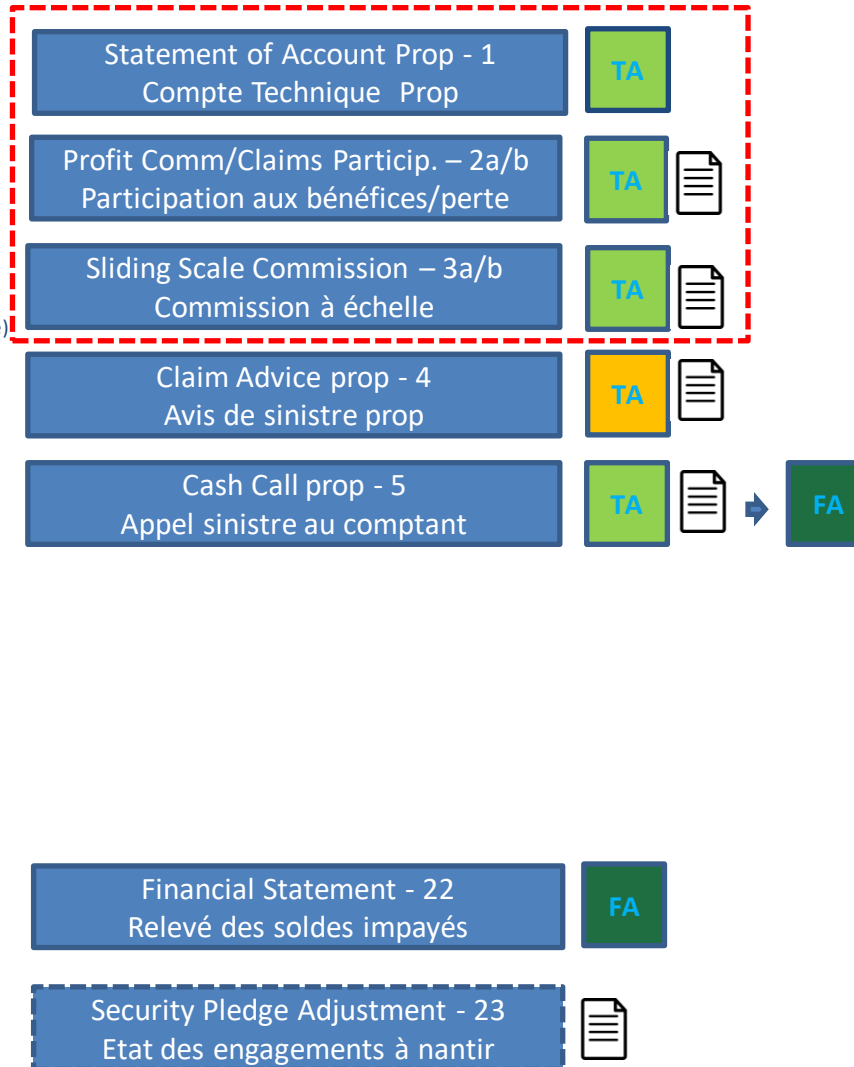 Statement of Account Prop - 1
Compte Technique Prop
TA
Profit Comm/Claims Particip. – 2a/b
Participation aux bénéfices/perte
TA
Sliding Scale Commission – 3a/b
Commission à échelle
TA
)
Claim Advice prop - 4
Avis de sinistre prop
TA
Cash Call prop - 5
Appel sinistre au comptant
TA
FA
Financial Statement - 22
Relevé des soldes impayés
FA
Security Pledge Adjustment - 23
Etat des engagements à nantir